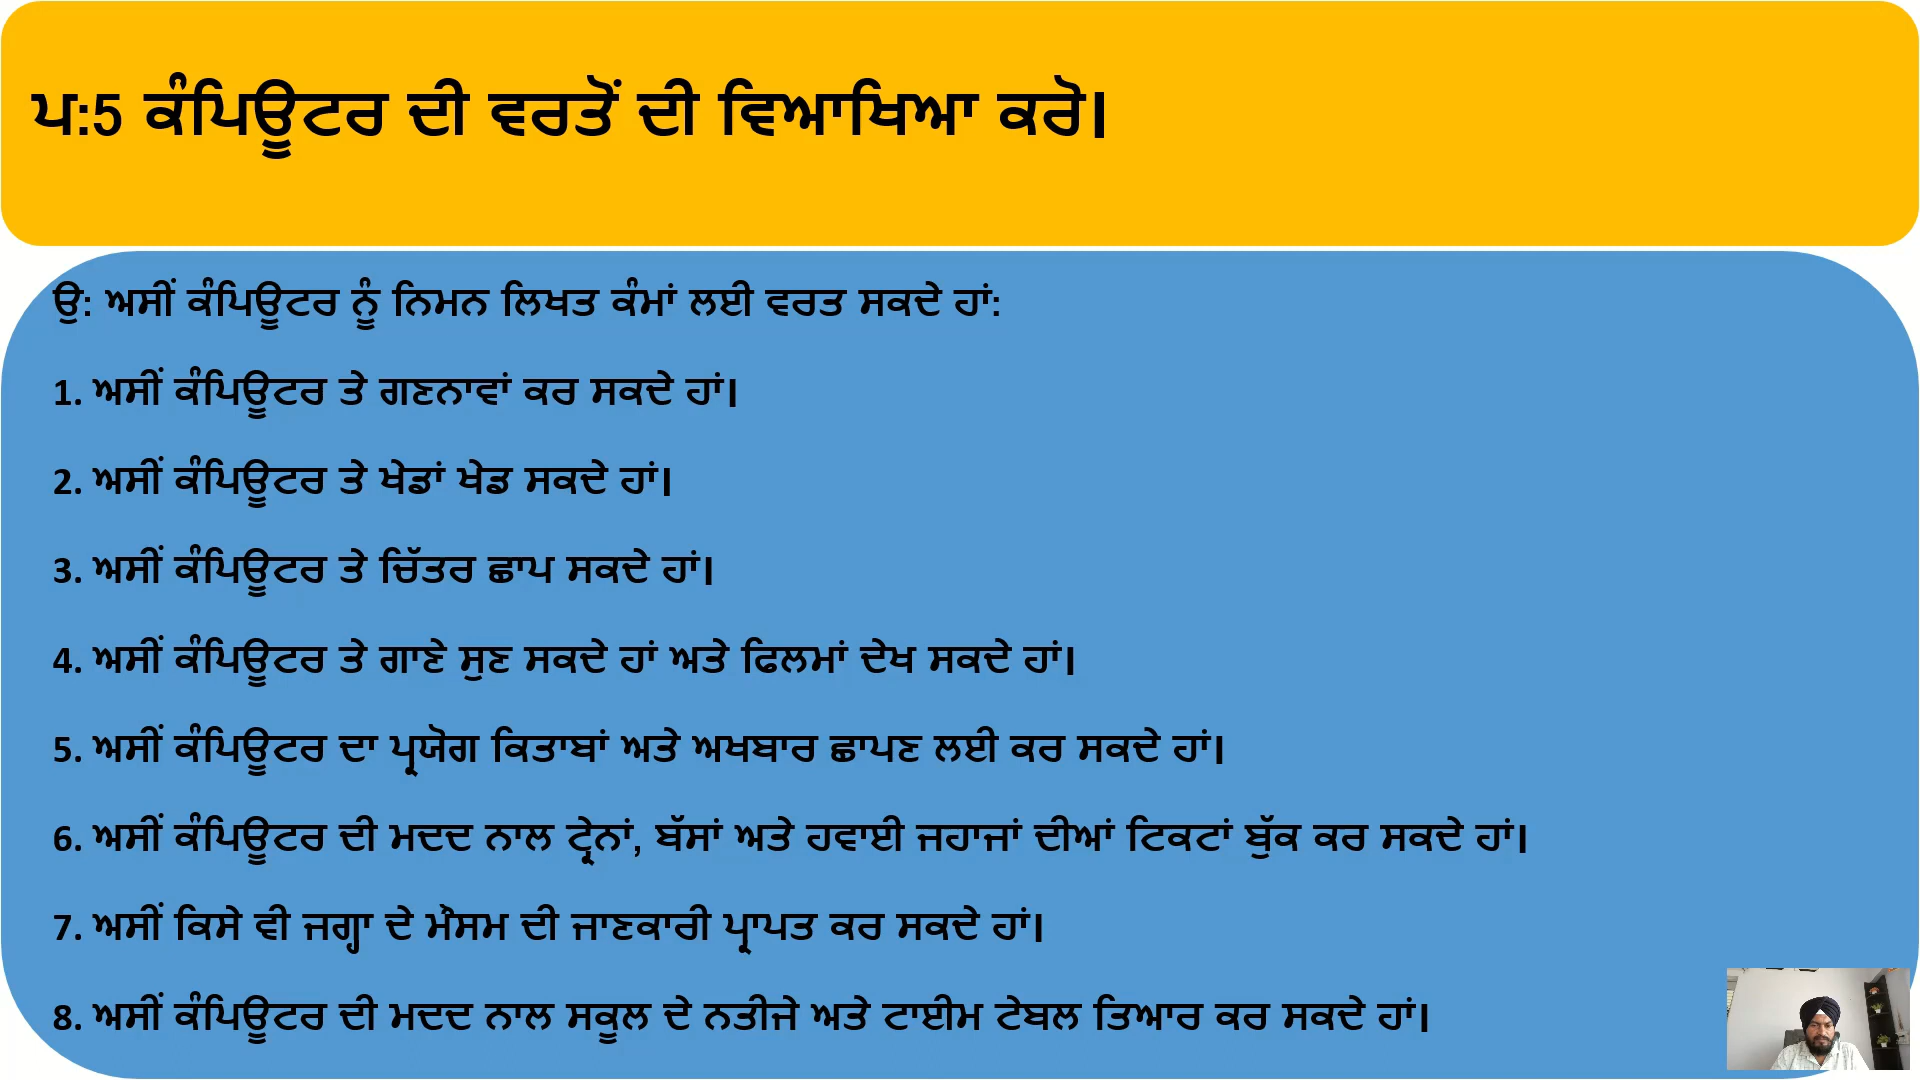 ਪ:5 ਕੰਪਿਊਟਰ ਦੀ ਵਰਤੋਂ ਦੀ ਵਿਆਖਿਆ ਕਰੋ।
ਉ: ਅਸੀਂ ਕੰਪਿਊਟਰ ਨੂੰ ਨਿਮਨ ਲਿਖਤ ਕੰਮਾਂ ਲਈ ਵਰਤ ਸਕਦੇ ਹਾਂ:
1. ਅਸੀਂ ਕੰਪਿਊਟਰ ਤੇ ਗਣਨਾਵਾਂ ਕਰ ਸਕਦੇ ਹਾਂ।
2. ਅਸੀਂ ਕੰਪਿਊਟਰ ਤੇ ਖੇਡਾਂ ਖੇਡ ਸਕਦੇ ਹਾਂ।
3. ਅਸੀਂ ਕੰਪਿਊਟਰ ਤੇ ਚਿੱਤਰ ਛਾਪ ਸਕਦੇ ਹਾਂ।
4. ਅਸੀਂ ਕੰਪਿਊਟਰ ਤੇ ਗਾਣੇ ਸੁਣ ਸਕਦੇ ਹਾਂ ਅਤੇ ਫਿਲਮਾਂ ਦੇਖ ਸਕਦੇ ਹਾਂ।
5. ਅਸੀਂ ਕੰਪਿਊਟਰ ਦਾ ਪ੍ਰਯੋਗ ਕਿਤਾਬਾਂ ਅਤੇ ਅਖਬਾਰ ਛਾਪਣ ਲਈ ਕਰ ਸਕਦੇ ਹਾਂ।
6. ਅਸੀਂ ਕੰਪਿਊਟਰ ਦੀ ਮਦਦ ਨਾਲ ਟ੍ਰੇਨਾਂ, ਬੱਸਾਂ ਅਤੇ ਹਵਾਈ ਜਹਾਜਾਂ ਦੀਆਂ ਟਿਕਟਾਂ ਬੁੱਕ ਕਰ ਸਕਦੇ ਹਾਂ।
7. ਅਸੀਂ ਕਿਸੇ ਵੀ ਜਗ੍ਹਾ ਦੇ ਮੌਸਮ ਦੀ ਜਾਣਕਾਰੀ ਪ੍ਰਾਪਤ ਕਰ ਸਕਦੇ ਹਾਂ।
8. ਅਸੀਂ ਕੰਪਿਊਟਰ ਦੀ ਮਦਦ ਨਾਲ ਸਕੂਲ ਦੇ ਨਤੀਜੇ ਅਤੇ ਟਾਈਮ ਟੇਬਲ ਤਿਆਰ ਕਰ ਸਕਦੇ ਹਾਂ।